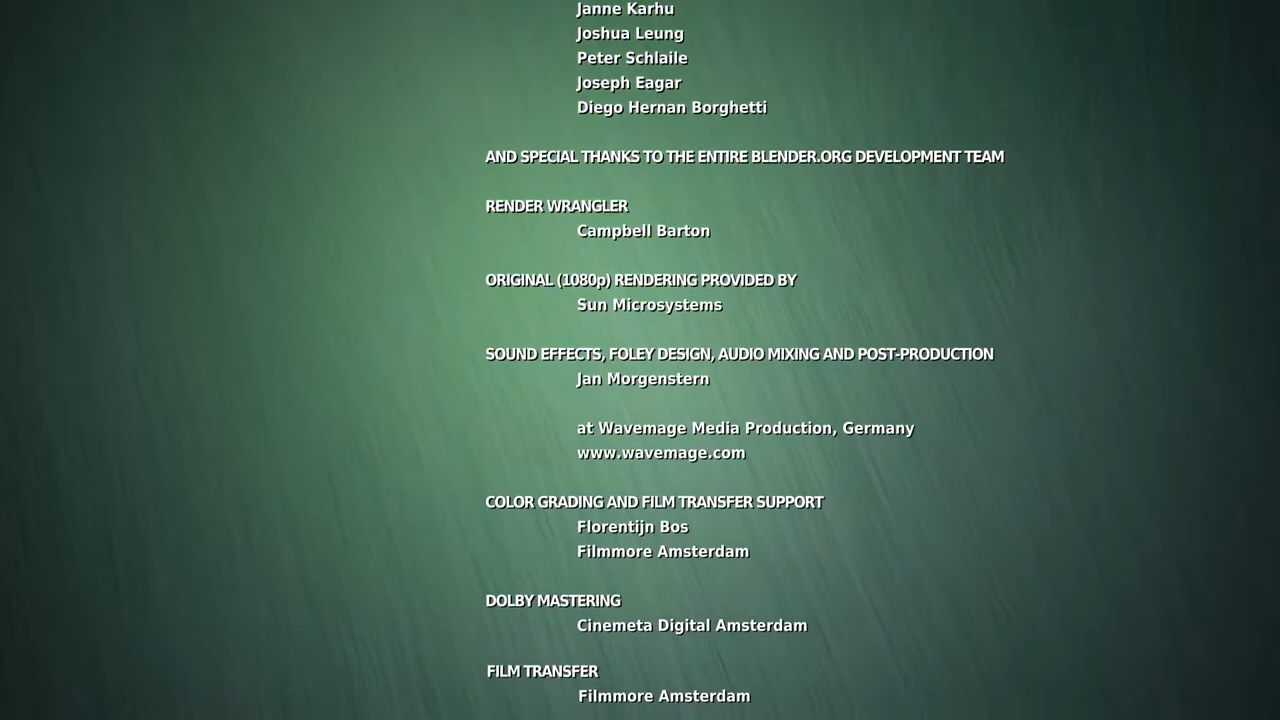 Janne Karhu
Joshua Leung
Peter Schlaile
Joseph Eagar
Diego Hernan Borghetti
AND SPECIAL THANKS TO THE ENTIRE BLENDER.ORG DEVELOPMENT TEAM
RENDER WRANGLER
Campbell Barton
ORIGINAL (1080p) RENDERING PROVIDED BY
Sun Microsystems
SOUND EFFECTS, FOLEY DESIGN, AUDIO MIXING AND POST-PRODUCTION
Jan Morgenstern
at Wavemage Media Production, Germany
www.wavemage.com
COLOR GRADING AND FILM TRANSFER SUPPORT
Florentijn Bos
Filmmore Amsterdam
DOLBY MASTERING
Cinemeta Digital Amsterdam
FILM TRANSFER
Filmmore Amsterdam